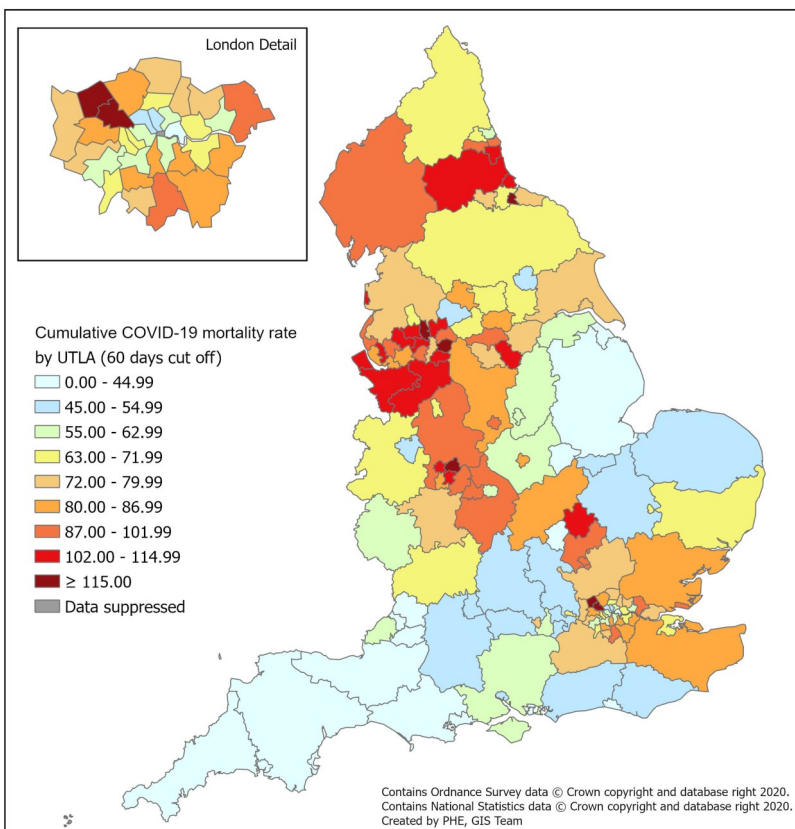 London Detail
Cumulative COVID-19 mortality rate
by UTLA (60 days cut off)
0.00 - 44.99
45.00 - 54.99
55.00 - 62.99
63.00 - 71.99
72.00 - 79.99
80.00 - 86.99
87.00 - 101.99
102.00 - 114.99
≥ 115.00
Data suppressed
Contains Ordnance Survey data © Crown copyright and database right 2020.
Contains National Statistics data © Crown copyright and database right 2020.
Created by PHE, GIS Team